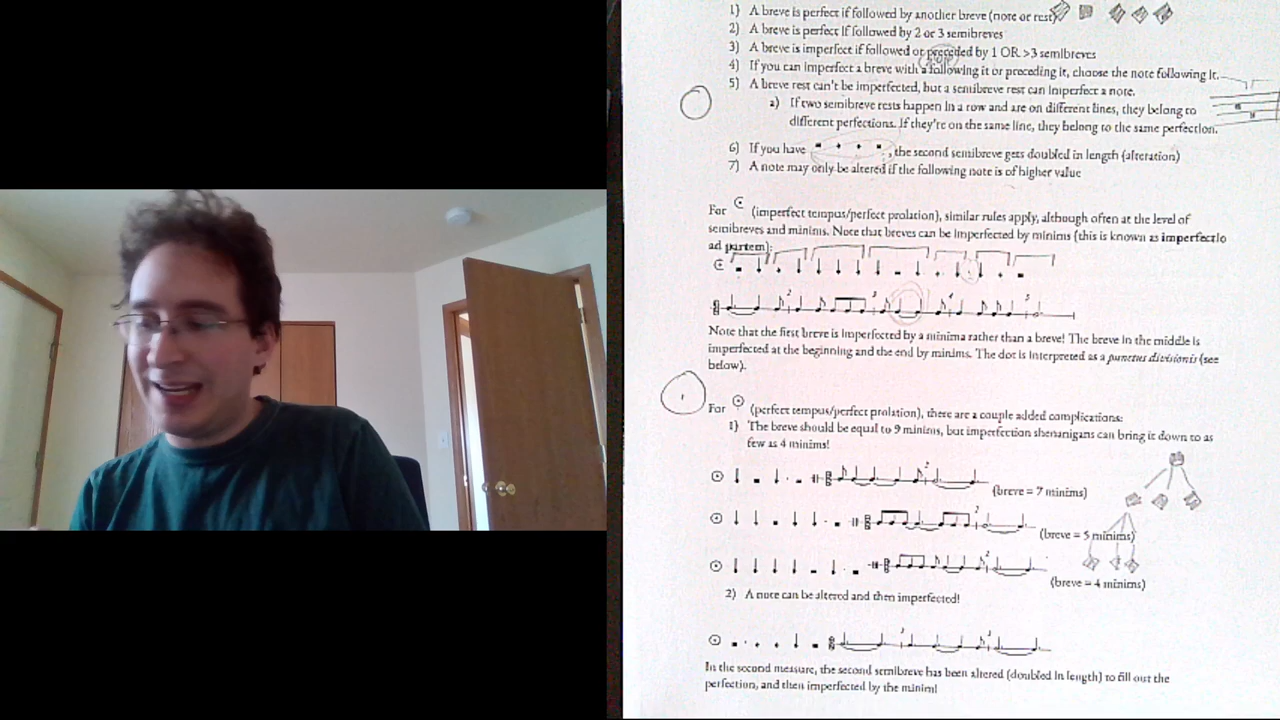 1) A breve is perfect if followed by another breve (note or rest)
2) A breve is perfect if followed by 2 or 3 semibreves
3) A breve is imperfect if followed or preceded by 1 OR >3 semibreves
4) If you can imperfect a breve with a following it or preceding it, choose the note following it.
5) A breve rest can't be imperfected, but a semibreve rest can imperfect a note.
a) If two semibreve rests happen in a row and are on different lines, they belong to
different perfections. If they're on the same line, they belong to the same perfection.
6) If you have , the second semibreve gets doubled in length (alteration)
7) A note may only be altered if the following note is of higher value
For (imperfect tempus/perfect prolation), similar rules apply, although often at the level of
semibreves and minims. Note that breves can be imperfected by minims (this is known as imperfectio
ad partem):
Note that the first breve is imperfected by a minima rather than a breve! The breve in the middle is
imperfected at the beginning and the end by minims. The dot is interpreted as a punctus divisionis (see
below).
For (perfect tempus/perfect prolation), there are a couple added complications:
1) The breve should be equal to 9 minims, but imperfection shenanigans can bring it down to as
few as 4 minims!
(breve = 7 minims)
(breve = 5 minims)
(breve = 4 minims)
2) A note can be altered and then imperfected!
In the second measure, the second semibreve has been altered (doubled in length) to fill out the
perfection, and then imperfected by the minim!